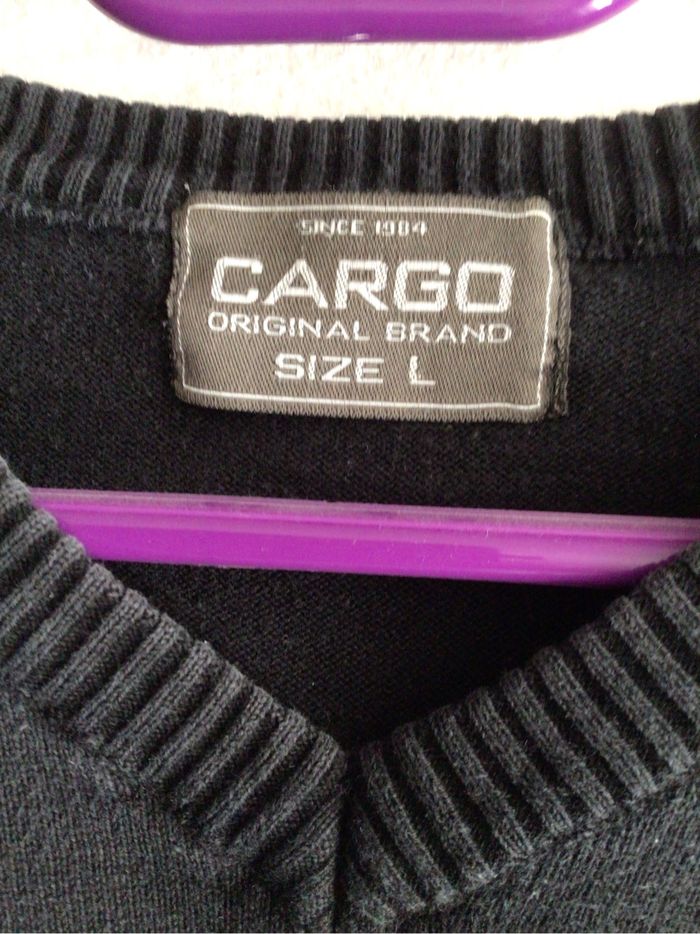 SINCE 1984
CARGO
ORIGINAL BRAND
SIZE L